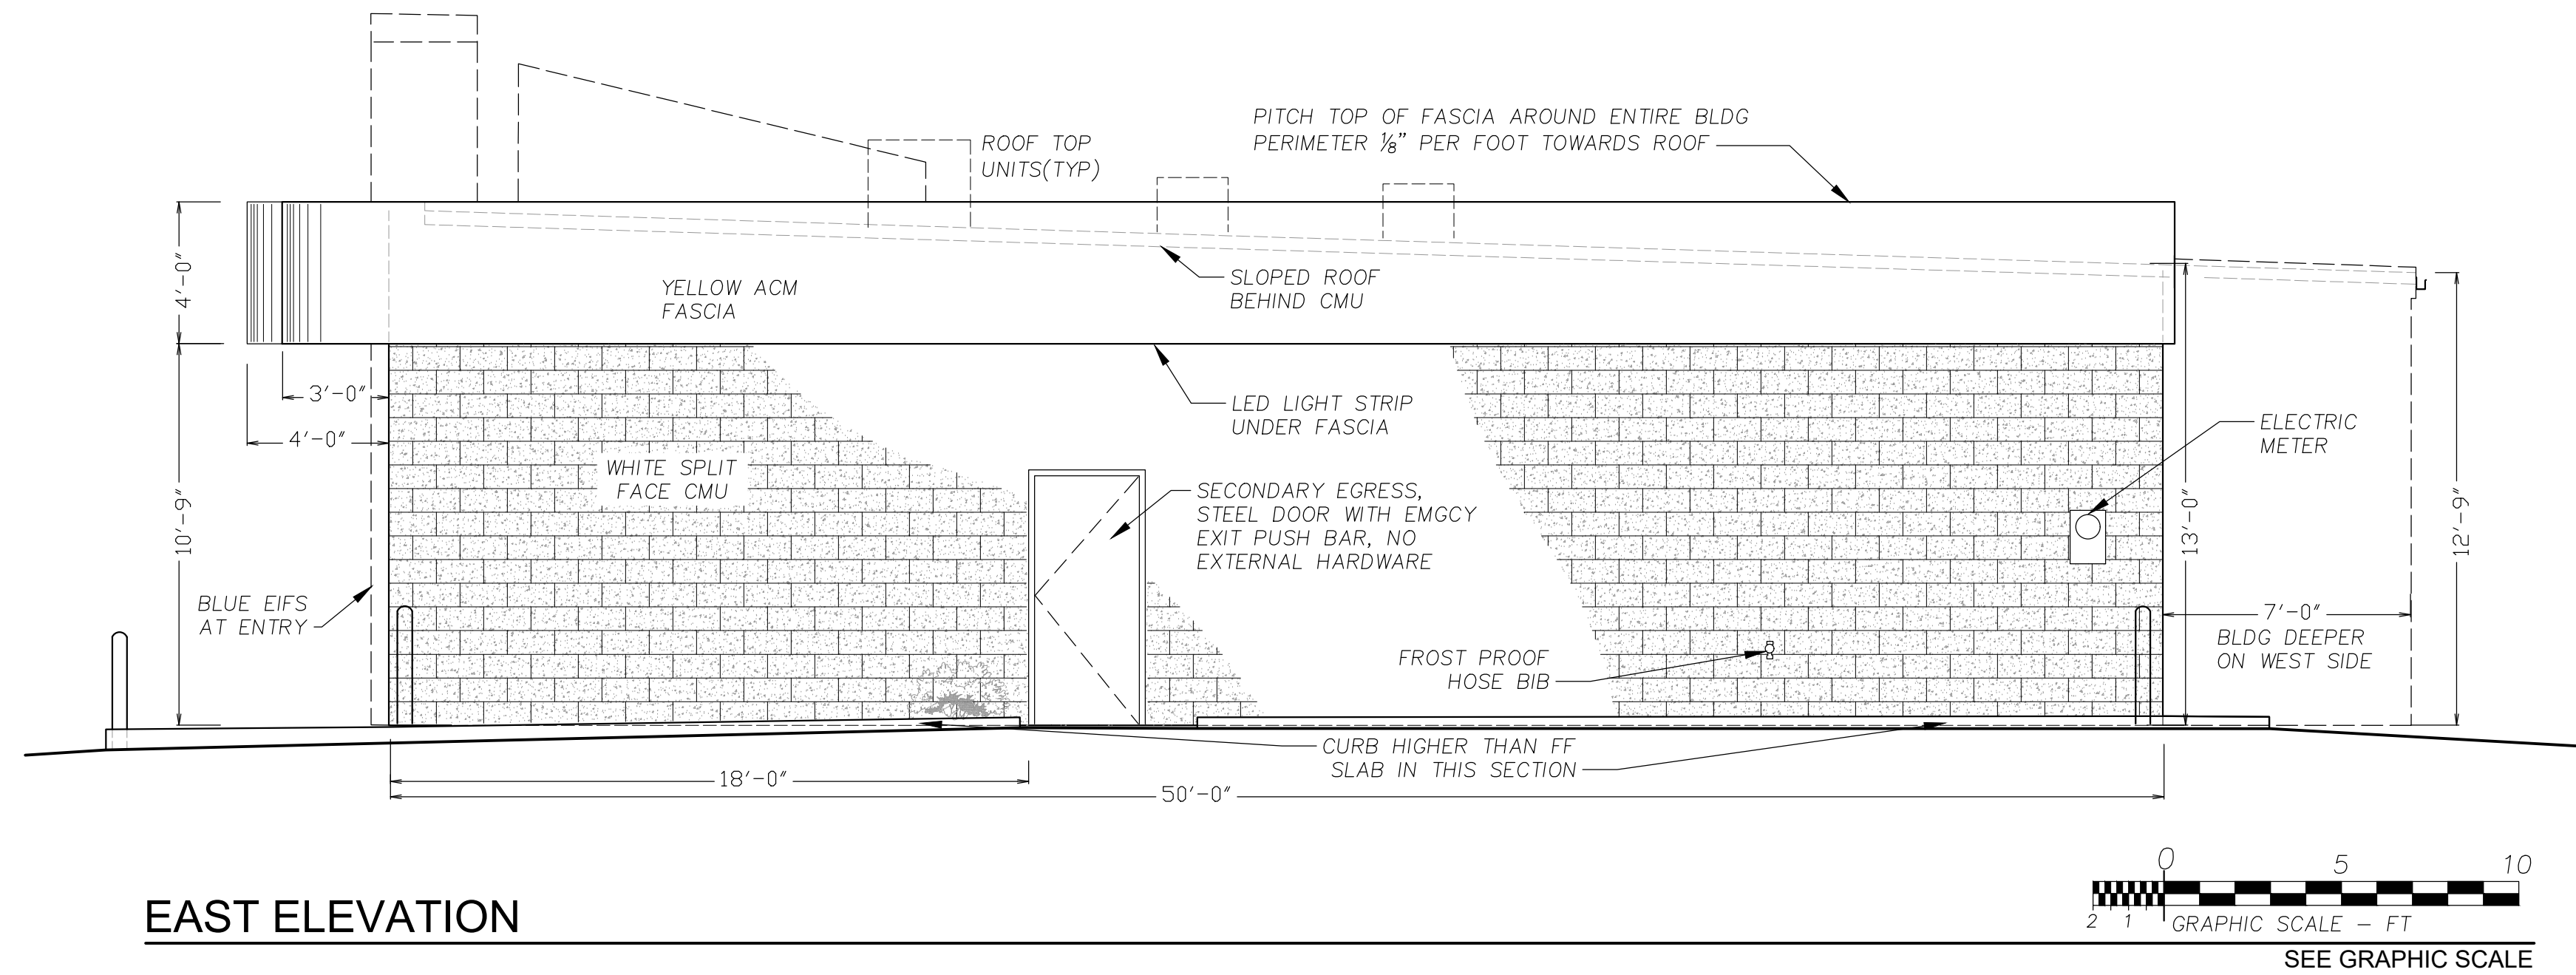 PITCH TOP OF FASCIA AROUND ENTIRE BLDG
PERIMETER ⅛" PER FOOT TOWARDS ROOF
ROOF TOP
UNITS(TYP)
4'-0"
YELLOW ACM
FASCIA
SLOPED ROOF
BEHIND CMU
3'-0"
4'-0"
LED LIGHT STRIP
UNDER FASCIA
ELECTRIC
METER
WHITE SPLIT
FACE CMU
10'-9"
SECONDARY EGRESS,
STEEL DOOR WITH EMGCY
EXIT PUSH BAR, NO
EXTERNAL HARDWARE
13'-0"
12'-9"
BLUE EIFS
AT ENTRY
7'-0"
BLDG DEEPER
ON WEST SIDE
FROST PROOF
HOSE BIB
CURB HIGHER THAN FF
SLAB IN THIS SECTION
18'-0"
50'-0"
0 5 10
2 1
GRAPHIC SCALE - FT
EAST ELEVATION
SEE GRAPHIC SCALE